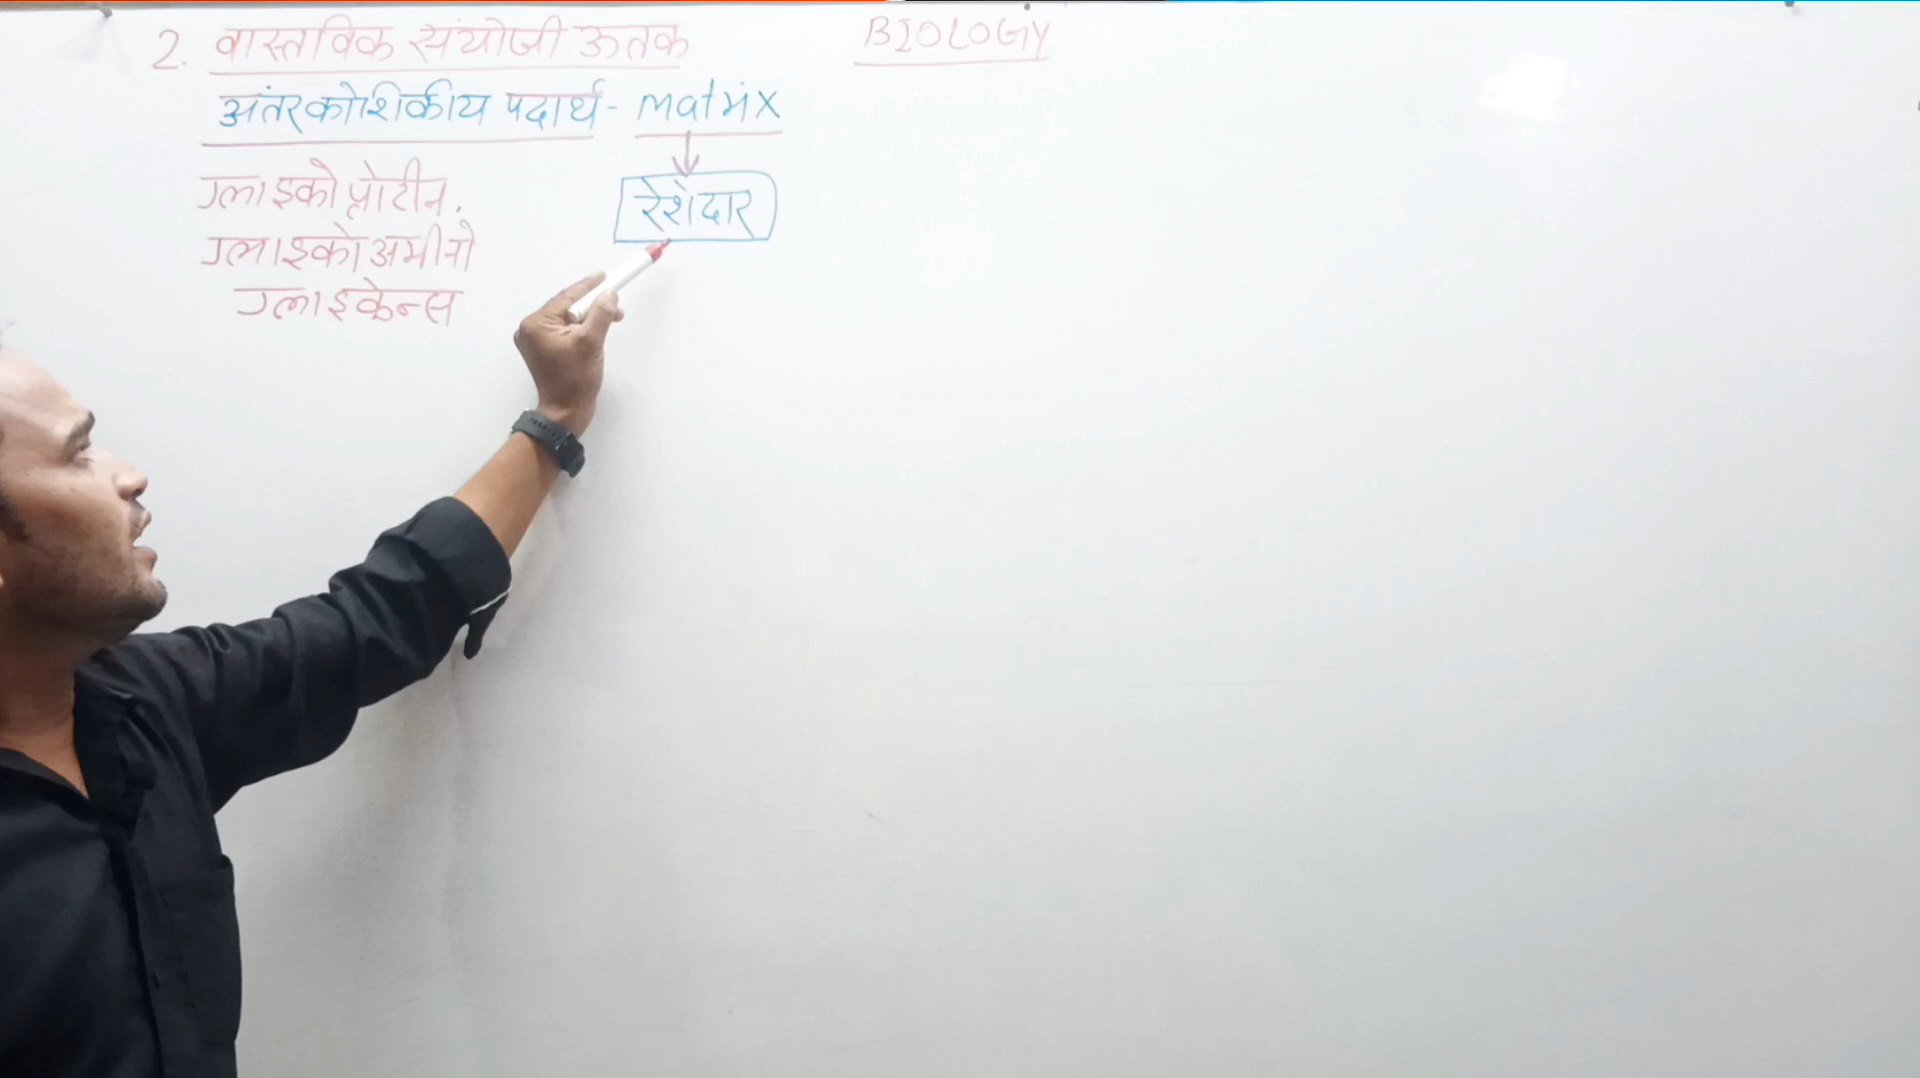 2. वास्तविक संयोजी ऊतक
BIOLOGY
अंतरकोशिकीय पदार्थ - matrix
रेशेदार
ग्लाइको प्रोटीन.
ग्लाइको अमीनो
ग्लाइकेन्स